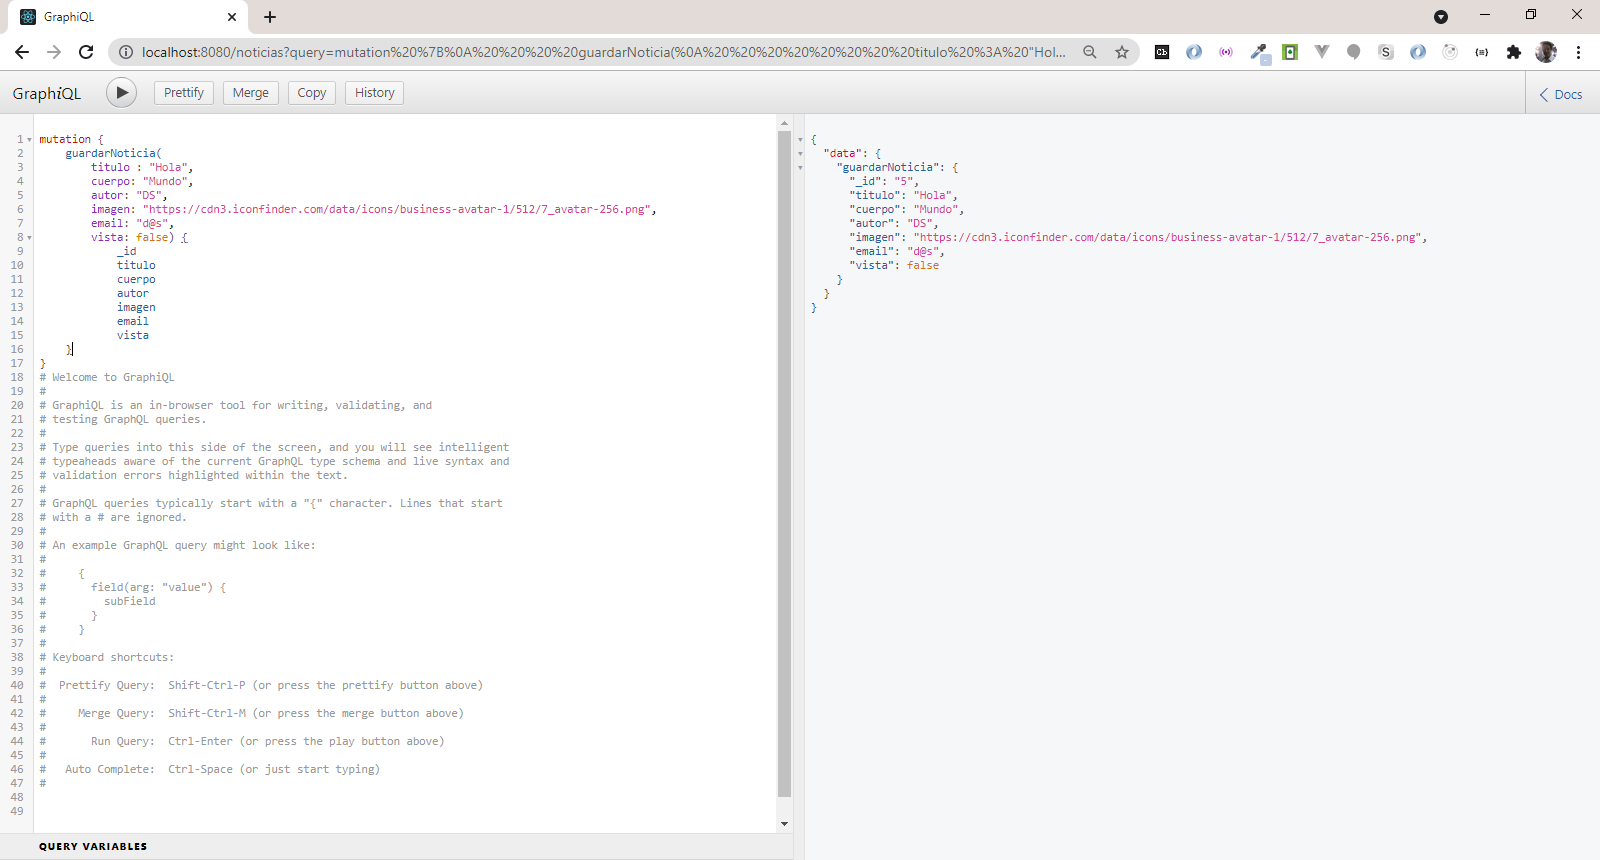 GraphiQL
localhost:8080/noticias?query=mutation%20%7B%0A%20%20%20%20guardarNoticia(%0A%20%20%20%20%20%20%20%20titulo%20%3A%20"Hol...
Cb
S
GraphiQL
Prettify
Merge
Copy
History
Docs
1 mutation {
2 guardarNoticia(
3 titulo : "Hola",
4 cuerpo: "Mundo",
5 autor: "DS",
6 imagen: "https://cdn3.iconfinder.com/data/icons/business-avatar-1/512/7_avatar-256.png",
7 email: "d@s",
8 vista: false) {
9 _id
10 titulo
11 cuerpo
12 autor
13 imagen
14 email
15 vista
16 }
17 }
18 # Welcome to GraphiQL
19 #
20 # GraphiQL is an in-browser tool for writing, validating, and
21 # testing GraphQL queries.
22 #
23 # Type queries into this side of the screen, and you will see intelligent
24 # typeaheads aware of the current GraphQL type schema and live syntax and
25 # validation errors highlighted within the text.
26 #
27 # GraphQL queries typically start with a "{" character. Lines that start
28 # with a # are ignored.
29 #
30 # An example GraphQL query might look like:
31 #
32 # {
33 # field(arg: "value") {
34 # subField
35 # }
36 # }
37 #
38 # Keyboard shortcuts:
39 #
40 # Prettify Query: Shift-Ctrl-P (or press the prettify button above)
41 #
42 # Merge Query: Shift-Ctrl-M (or press the merge button above)
43 #
44 # Run Query: Ctrl-Enter (or press the play button above)
45 #
46 # Auto Complete: Ctrl-Space (or just start typing)
47 #
48
49
QUERY VARIABLES
{
"data": {
"guardarNoticia": {
"_id": "5",
"titulo": "Hola",
"cuerpo": "Mundo",
"autor": "DS",
"imagen": "https://cdn3.iconfinder.com/data/icons/business-avatar-1/512/7_avatar-256.png",
"email": "d@s",
"vista": false
}
}
}